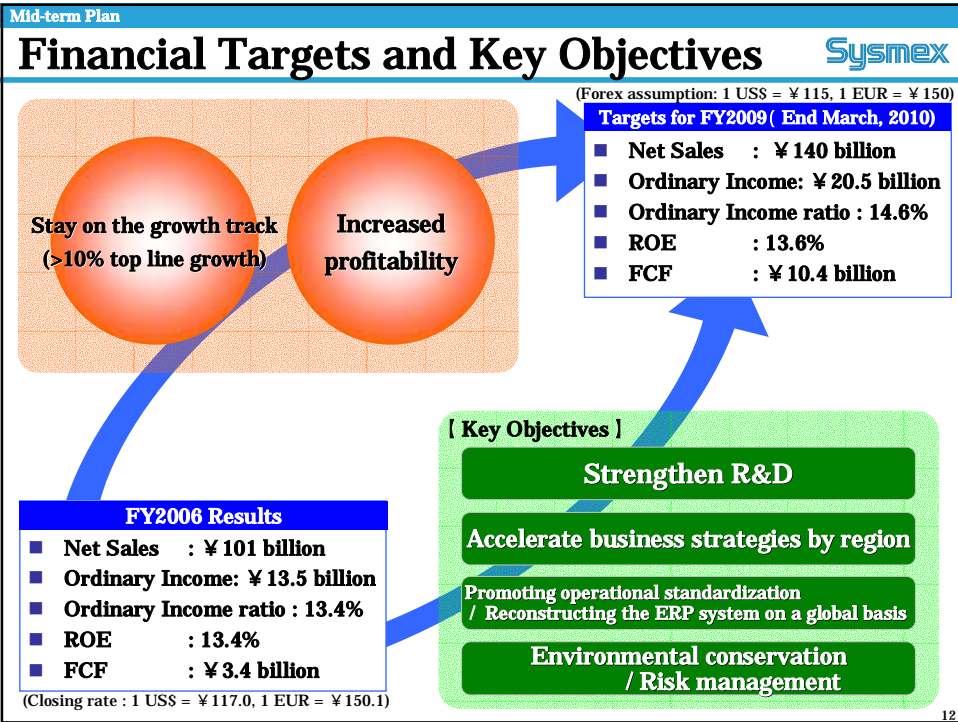 Mid-term Plan
Financial Targets and Key Objectives
Sysmex
(Forex assumption: 1 US$ = ¥115, 1 EUR = ¥150)
Targets for FY2009( End March, 2010)
■ Net Sales : ¥140 billion
■ Ordinary Income: ¥20.5 billion
■ Ordinary Income ratio : 14.6%
■ ROE : 13.6%
■ FCF : ¥10.4 billion
Stay on the growth track
(>10% top line growth)
Increased
profitability
【Key Objectives】
Strengthen R&D
Accelerate business strategies by region
Promoting operational standardization
/ Reconstructing the ERP system on a global basis
Environmental conservation
/ Risk management
FY2006 Results
■ Net Sales : ¥101 billion
■ Ordinary Income: ¥13.5 billion
■ Ordinary Income ratio : 13.4%
■ ROE : 13.4%
■ FCF : ¥3.4 billion
(Closing rate : 1 US$ = ¥117.0, 1 EUR = ¥150.1)
12